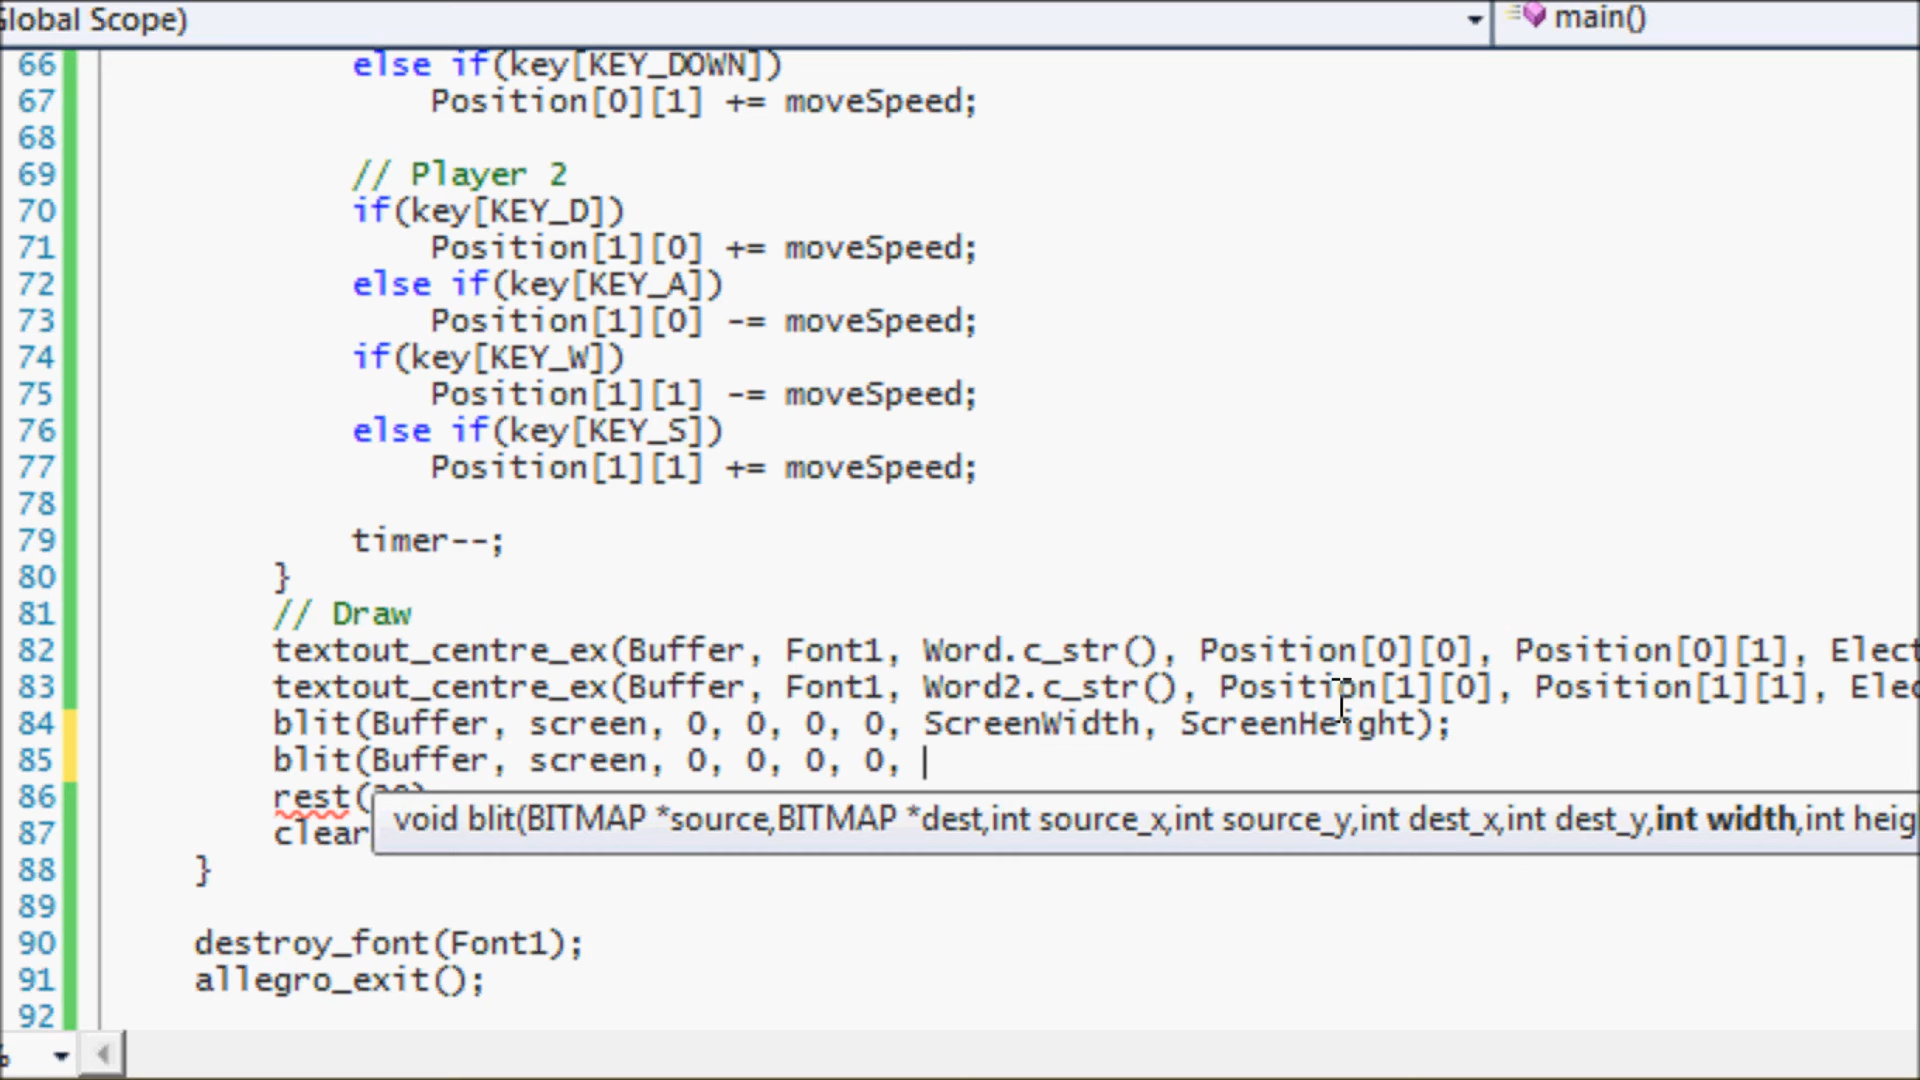 Global Scope) main()
66 else if(key[KEY_DOWN])
67 Position[0][1] += moveSpeed;
68
69 // Player 2
70 if(key[KEY_D])
71 Position[1][0] += moveSpeed;
72 else if(key[KEY_A])
73 Position[1][0] -= moveSpeed;
74 if(key[KEY_W])
75 Position[1][1] -= moveSpeed;
76 else if(key[KEY_S])
77 Position[1][1] += moveSpeed;
78
79 timer--;
80 }
81 // Draw
82 textout_centre_ex(Buffer, Font1, Word.c_str(), Position[0][0], Position[0][1], Elect
83 textout_centre_ex(Buffer, Font1, Word2.c_str(), Position[1][0], Position[1][1], Elec
84 blit(Buffer, screen, 0, 0, 0, 0, ScreenWidth, ScreenHeight);
85 blit(Buffer, screen, 0, 0, 0, 0,
86 rest(
void blit(BITMAP *source,BITMAP *dest,int source_x,int source_y,int dest_x,int dest_y,int width,int heig
87 clear
88 }
89
90 destroy_font(Font1);
91 allegro_exit();
92